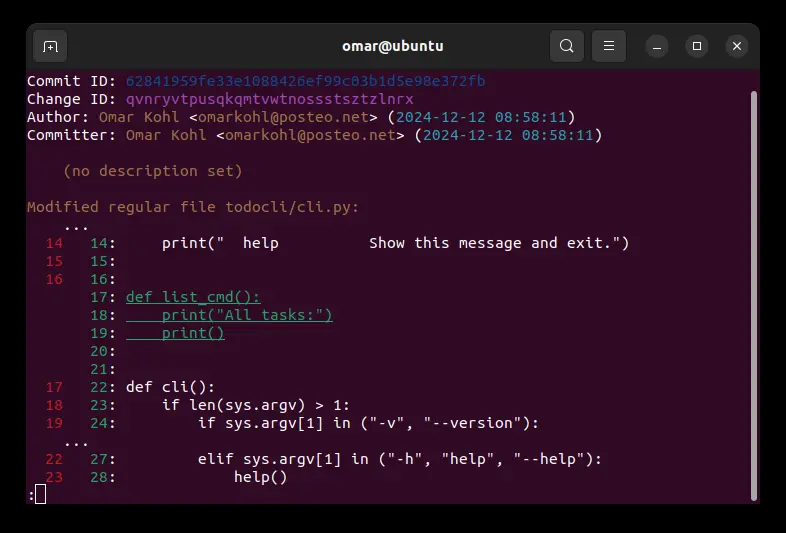 omar@ubuntu
Commit ID: 62841959fe33e1088426ef99c03b1d5e98e372fb
Change ID: qvnryvtpusqkqmtvwtnossstsztzlnrx
Author: Omar Kohl <omarkohl@posteo.net> (2024-12-12 08:58:11)
Committer: Omar Kohl <omarkohl@posteo.net> (2024-12-12 08:58:11)

    (no description set)

Modified regular file todocli/cli.py:
    ...
  14   14:     print("  help          Show this message and exit.")
  15   15:
  16   16:
       17: def list_cmd():
       18:     print("All tasks:")
       19:     print()
       20:
       21:
  17   22: def cli():
  18   23:     if len(sys.argv) > 1:
  19   24:         if sys.argv[1] in ("-v", "--version"):
    ...
  22   27:         elif sys.argv[1] in ("-h", "help", "--help"):
  23   28:             help()
: